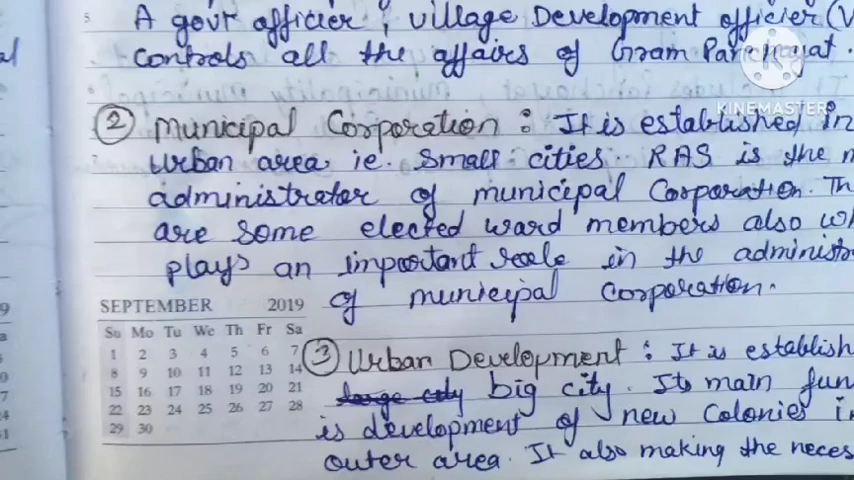 A govt officier, village Development officier (V
Controls all the affairs of Gram Panchayat.
KINEMASTER
② Municipal Corporation : It is established in
Urban area ie. Small cities. RAS is the m
administrator of municipal Corporation. Th
are some elected ward members also wh
plays an important role in the administr
of municipal Corporation.
SEPTEMBER 2019
Su Mo Tu We Th Fr Sa
1 2 3 4 5 6 7
8 9 10 11 12 13 14
15 16 17 18 19 20 21
22 23 24 25 26 27 28
29 30
③ Urban Development : It is establish
big city. Its main fun
is development of new Colonies i
outer area. It also making the neces